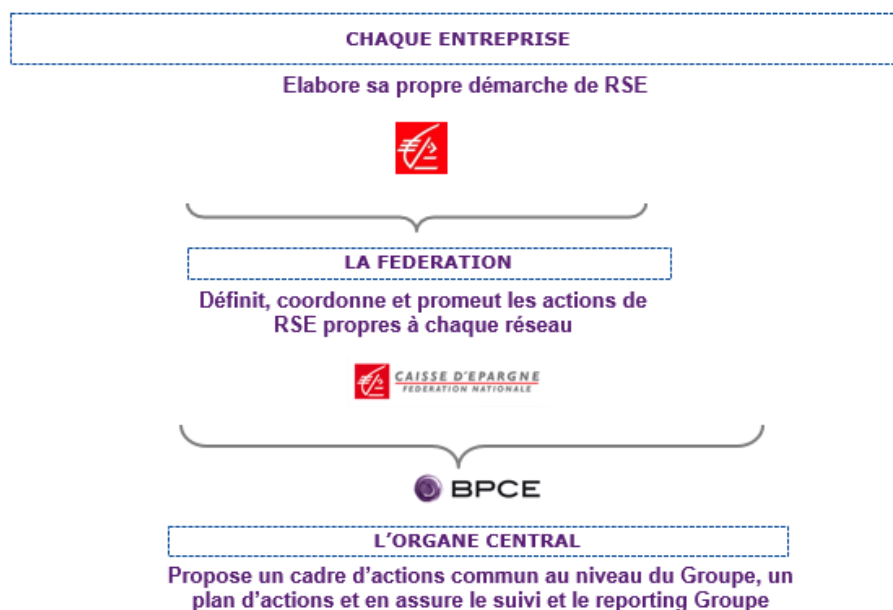 CHAQUE ENTREPRISE
Elabore sa propre démarche de RSE
LA FEDERATION
Définit, coordonne et promeut les actions de
RSE propres à chaque réseau
CAISSE D'EPARGNE
FEDERATION NATIONALE
BPCE
L'ORGANE CENTRAL
Propose un cadre d'actions commun au niveau du Groupe, un
plan d'actions et en assure le suivi et le reporting Groupe